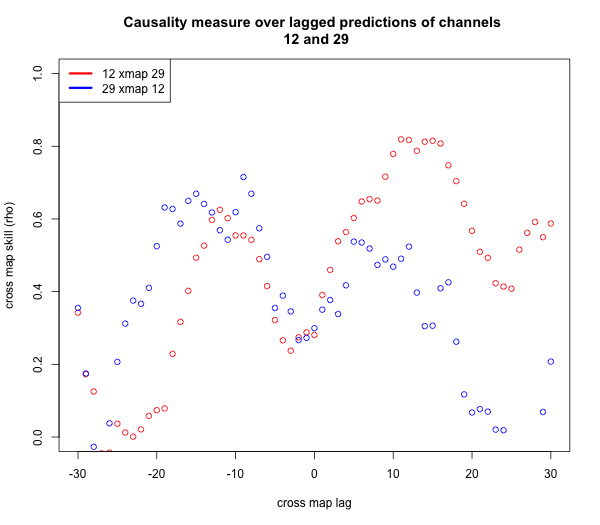 Causality measure over lagged predictions of channels
12 and 29
12 xmap 29
29 xmap 12
cross map skill (rho)
1.0
0.8
0.6
0.4
0.2
0.0
-30
-20
-10
0
10
20
30
cross map lag